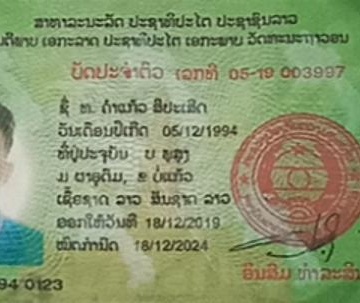 ສາທາລະນະລັດ ປະຊາທິປະໄຕ ປະຊາຊົນລາວ
ຕິພາບ ເອກະລາດ ປະຊາທິປະໄຕ ເອກະພາບ ວັດທະນະຖາວອນ
ບັດປະຈຳຕົວ ເລກທີ 05-19 003997
ຊື່ ທ. ຄຳແກ້ວ ສີປະເສີດ
ວັນເດືອນປີເກີດ 05/12/1994
ທີ່ຢູ່ປະຈຸບັນ ບ ພູສູງ
ມ ຜາອຸດົມ, ຂ ບໍ່ແກ້ວ
ເຊື້ອຊາດ ລາວ ສັນຊາດ ລາວ
ອອກໃຫ້ວັນທີ 18/12/2019
ໝົດກຳນົດ 18/12/2024
94 0123
ອິນສົມ